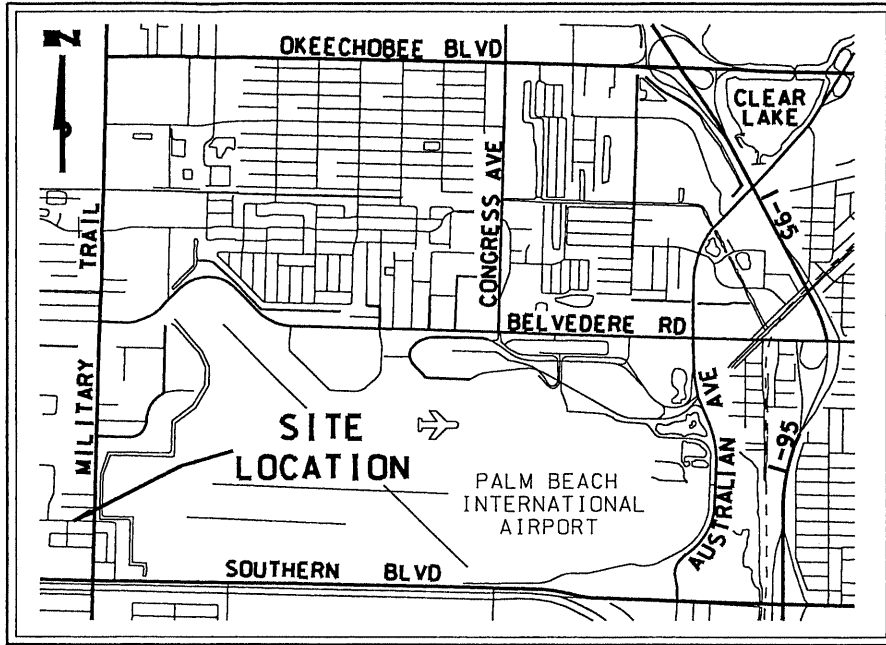 N
OKEECHOBEE BLVD
CLEAR
LAKE
CONGRESS AVE
I-95
MILITARY TRAIL
BELVEDERE RD
SITE
LOCATION
AUSTRALIAN AVE
I-95
PALM BEACH
INTERNATIONAL
AIRPORT
SOUTHERN BLVD